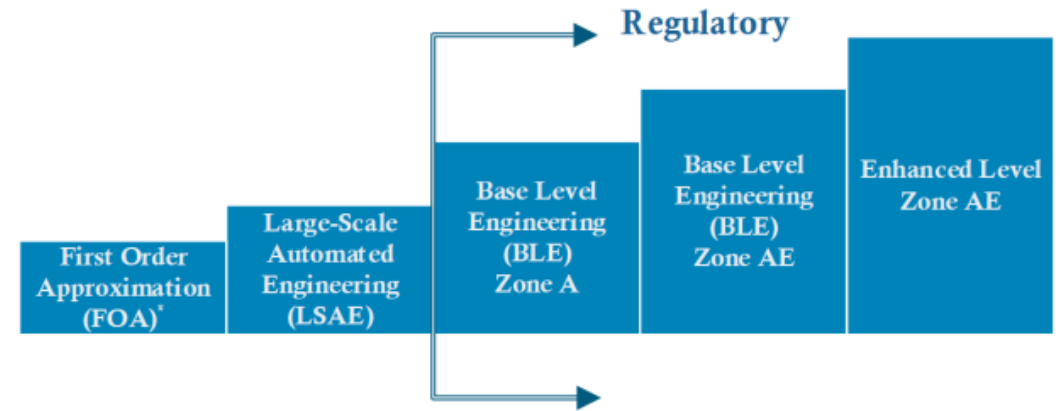 Regulatory
First Order
Approximation
(FOA)*
Large-Scale
Automated
Engineering
(LSAE)
Base Level
Engineering
(BLE)
Zone A
Base Level
Engineering
(BLE)
Zone AE
Enhanced Level
Zone AE